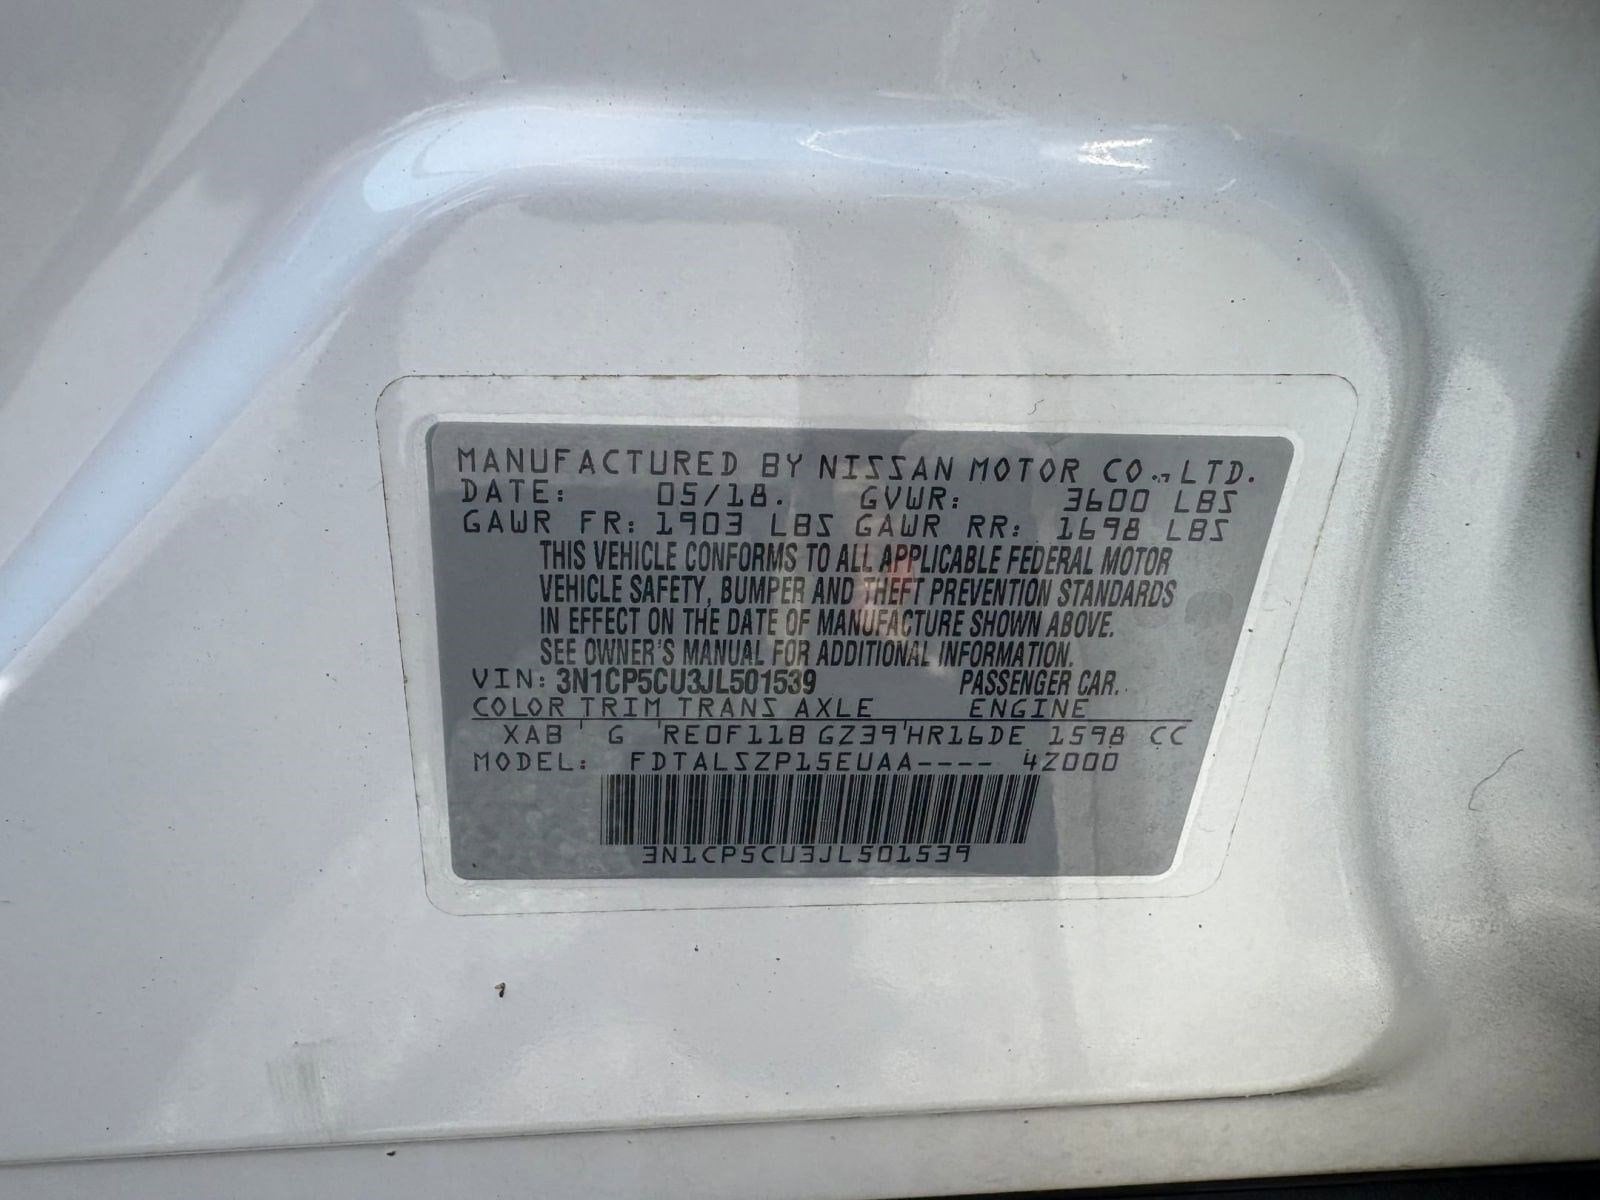 MANUFACTURED BY NISSAN MOTOR CO., LTD.
DATE: 05/18. GVWR: 3600 LBS
GAWR FR: 1903 LBS GAWR RR: 1698 LBS
THIS VEHICLE CONFORMS TO ALL APPLICABLE FEDERAL MOTOR
VEHICLE SAFETY, BUMPER AND THEFT PREVENTION STANDARDS
IN EFFECT ON THE DATE OF MANUFACTURE SHOWN ABOVE.
SEE OWNER'S MANUAL FOR ADDITIONAL INFORMATION.
VIN: 3N1CP5CU3JL501539 PASSENGER CAR.
COLOR TRIM TRANS AXLE ENGINE
XAB ' G 'RE0F11B GZ39'HR16DE 1598 CC
MODEL: FDTALSZP15EUAA---- 4Z000
3N1CP5CU3JL501539